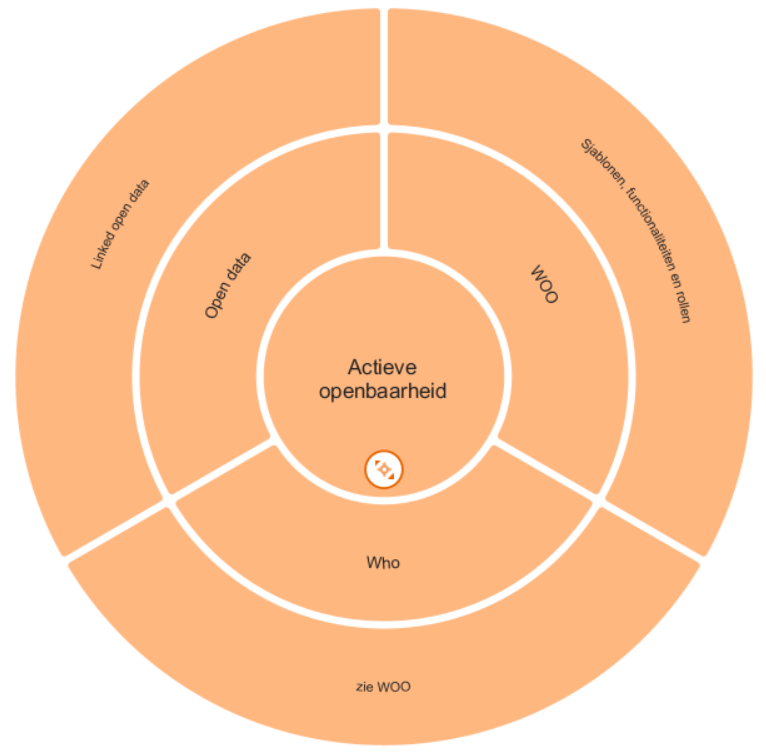 Actieve
openbaarheid
Open data
WOO
Who
Linked open data
Sjablonen, functionaliteiten en rollen
zie WOO